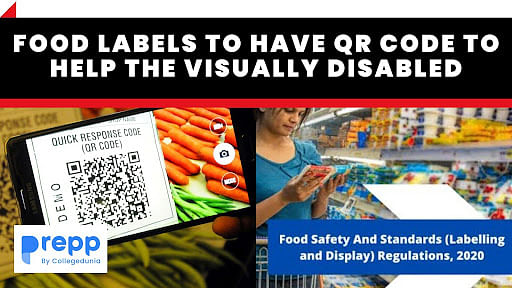 FOOD LABELS TO HAVE QR CODE TO
HELP THE VISUALLY DISABLED
QUICK RESPONSE CODE
(QR CODE)
DEMO
prepp
By Collegedunia
Food Safety And Standards (Labelling
and Display) Regulations, 2020